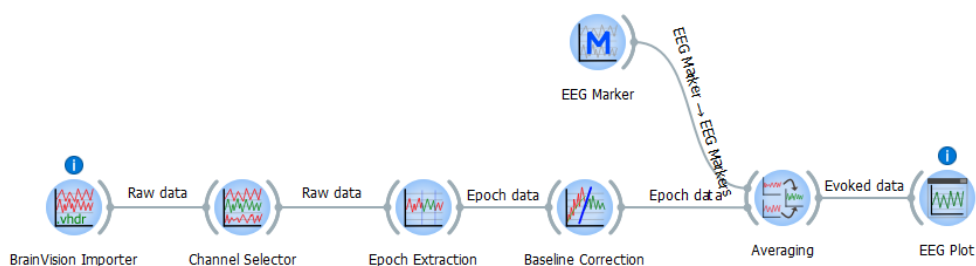 M
EEG Marker
EEG Marker → EEG Markers
i
i
.vhdr
Raw data
Raw data
Epoch data
Epoch data
Evoked data
BrainVision Importer
Channel Selector
Epoch Extraction
Baseline Correction
Averaging
EEG Plot